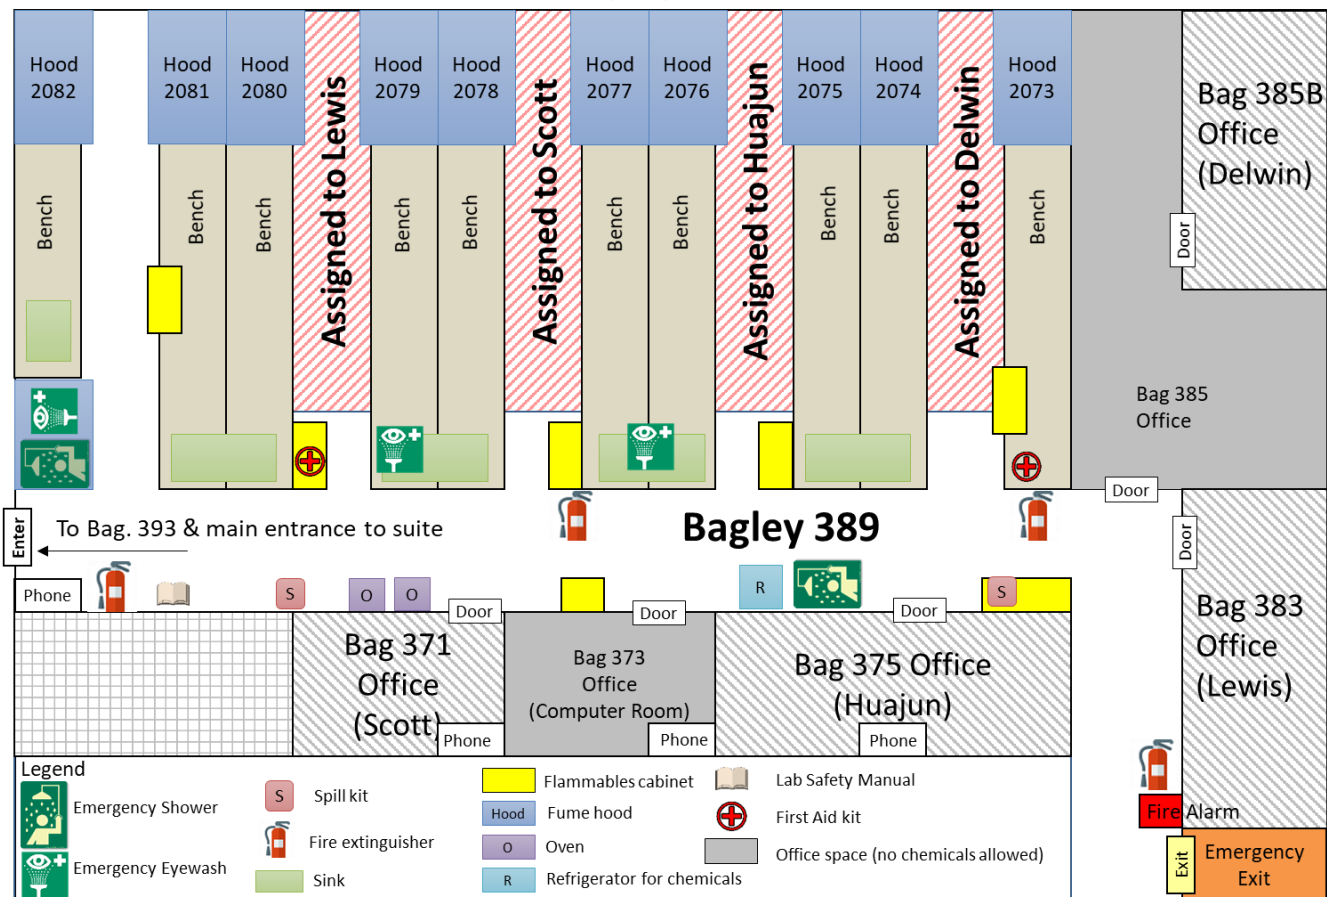 Hood
2082
Hood
2081
Hood
2080
Assigned to Lewis
Hood
2079
Hood
2078
Assigned to Scott
Hood
2077
Hood
2076
Assigned to Huajun
Hood
2075
Hood
2074
Assigned to Delwin
Hood
2073
Bag 385B
Office
(Delwin)
Bench
Bench
Bench
Bench
Bench
Bench
Bench
Bench
Bench
Bench
Door
Bag 385
Office
Door
Enter
To Bag. 393 & main entrance to suite
Bagley 389
Door
Phone
S
O
O
Door
Door
R
Door
S
Bag 371
Office
(Scott)
Phone
Bag 373
Office
(Computer Room)
Phone
Bag 375 Office
(Huajun)
Phone
Bag 383
Office
(Lewis)
Fire Alarm
Exit
Emergency
Exit
Legend
Emergency Shower
Emergency Eyewash
S
Spill kit
Fire extinguisher
Sink
Flammables cabinet
Hood
Fume hood
O
Oven
R
Refrigerator for chemicals
Lab Safety Manual
First Aid kit
Office space (no chemicals allowed)